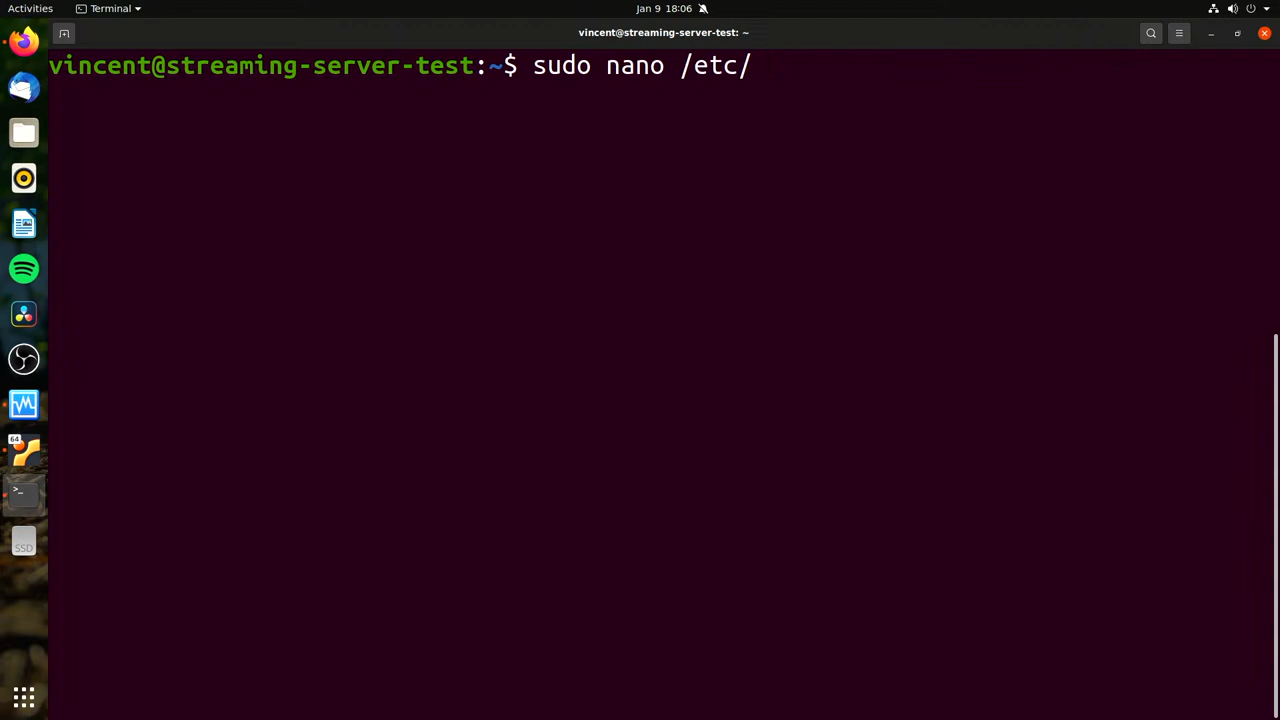 Activities
Terminal
Jan 9 18:06
vincent@streaming-server-test: ~
vincent@streaming-server-test:~$ sudo nano /etc/
64
>_
SSD